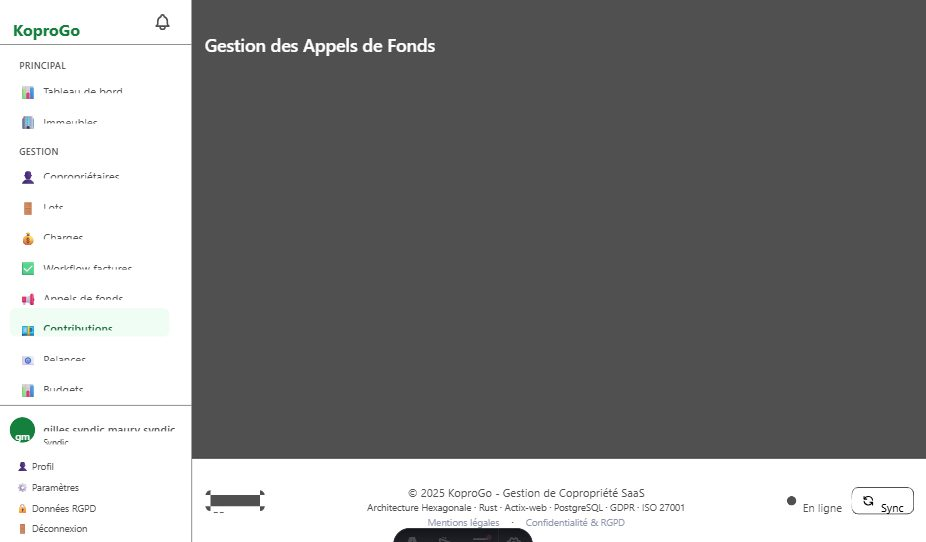 KoproGo
PRINCIPAL
Tableau de bord
Immeubles
GESTION
Copropriétaires
Lots
Charges
Workflow factures
Appels de fonds
Contributions
Relances
Budgets
gm
gilles syndic maury syndic
Syndic
Profil
Paramètres
Données RGPD
Déconnexion
Gestion des Appels de Fonds
© 2025 KoproGo - Gestion de Copropriété SaaS
Architecture Hexagonale · Rust · Actix-web · PostgreSQL · GDPR · ISO 27001
Mentions légales · Confidentialité & RGPD
En ligne
Sync